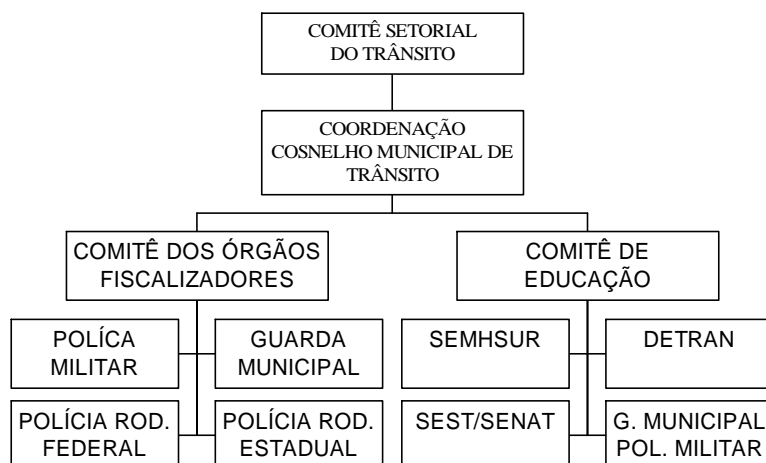 COMITÊ SETORIAL
DO TRÂNSITO
COORDENAÇÃO
COSNELHO MUNICIPAL DE
TRÂNSITO
COMITÊ DOS ÓRGÃOS
FISCALIZADORES
COMITÊ DE
EDUCAÇÃO
POLÍCA
MILITAR
GUARDA
MUNICIPAL
SEMHSUR
DETRAN
POLÍCIA ROD.
FEDERAL
POLÍCIA ROD.
ESTADUAL
SEST/SENAT
G. MUNICIPAL
POL. MILITAR